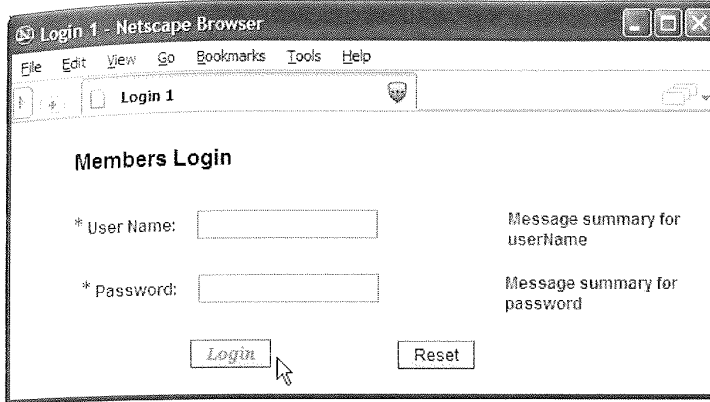 Login 1 - Netscape Browser
File Edit View Go Bookmarks Tools Help
Login 1
Members Login
* User Name:
Message summary for
userName
* Password:
Message summary for
password
Login
Reset